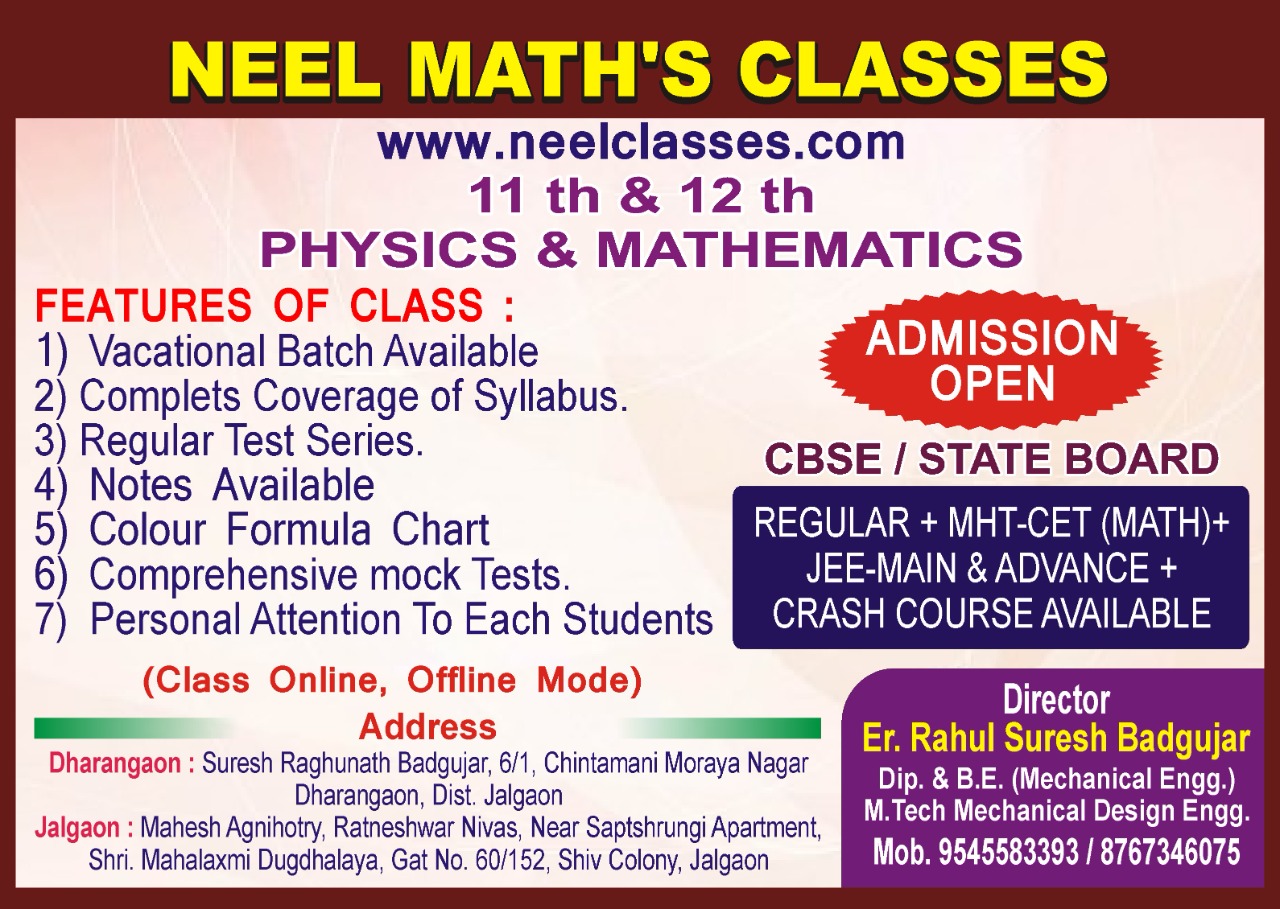 NEEL MATH'S CLASSES
www.neelclasses.com
11 th & 12 th
PHYSICS & MATHEMATICS
FEATURES OF CLASS :
1) Vacational Batch Available
2) Complets Coverage of Syllabus.
3) Regular Test Series.
4) Notes Available
5) Colour Formula Chart
6) Comprehensive mock Tests.
7) Personal Attention To Each Students
(Class Online, Offline Mode)
ADMISSION
OPEN
CBSE / STATE BOARD
REGULAR + MHT-CET (MATH)+
JEE-MAIN & ADVANCE +
CRASH COURSE AVAILABLE
Address
Dharangaon : Suresh Raghunath Badgujar, 6/1, Chintamani Moraya Nagar
Dharangaon, Dist. Jalgaon
Jalgaon : Mahesh Agnihotry, Ratneshwar Nivas, Near Saptshrungi Apartment,
Shri. Mahalaxmi Dugdhalaya, Gat No. 60/152, Shiv Colony, Jalgaon
Director
Er. Rahul Suresh Badgujar
Dip. & B.E. (Mechanical Engg.)
M.Tech Mechanical Design Engg.
Mob. 9545583393 / 8767346075